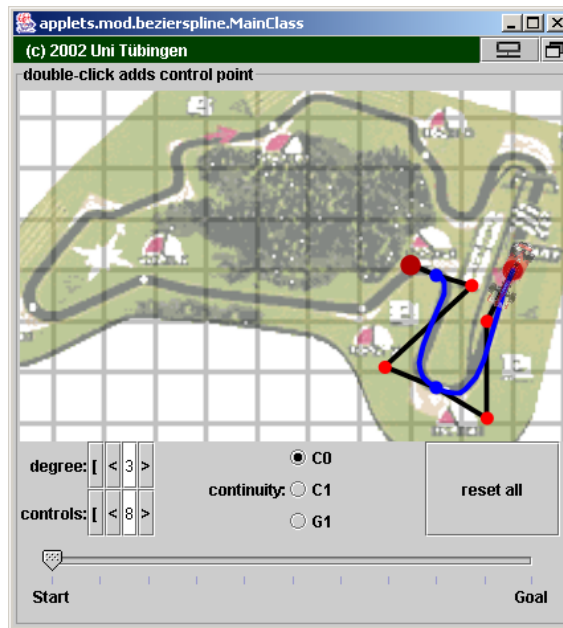 applets.mod.bezierspline.MainClass
(c) 2002 Uni Tübingen
double-click adds control point
degree: [ < 3 >
controls: [ < 8 >
continuity:
C0
C1
G1
reset all
Start
Goal